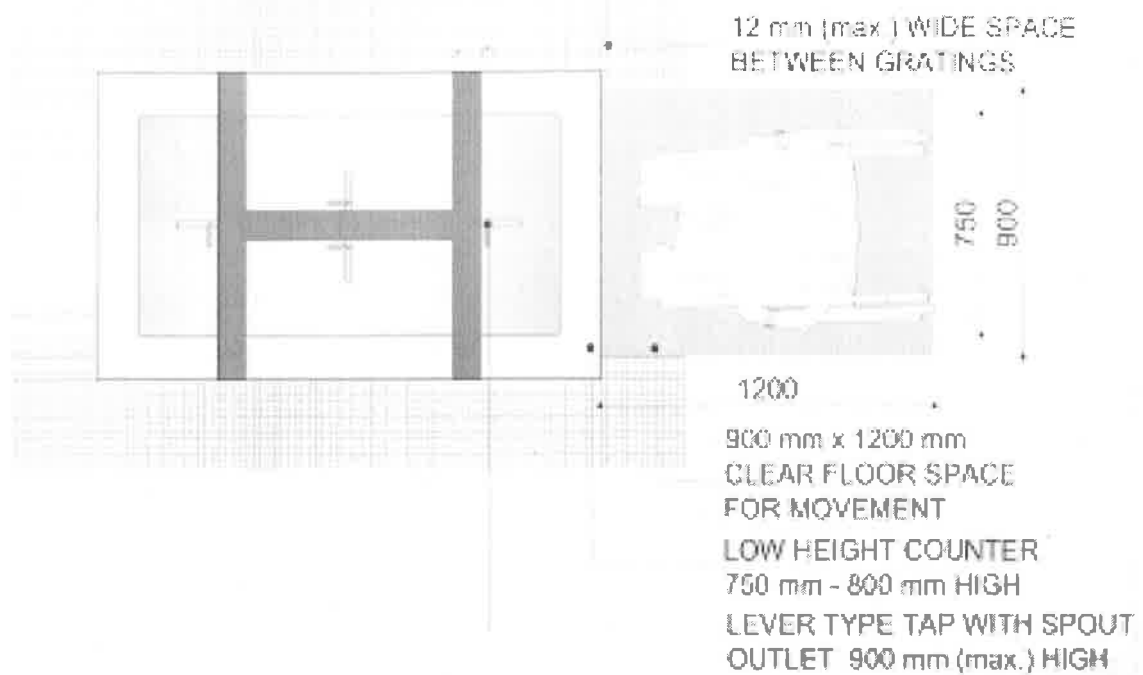 12 mm (max.) WIDE SPACE
BETWEEN GRATINGS
750
900
1200
900 mm x 1200 mm
CLEAR FLOOR SPACE
FOR MOVEMENT
LOW HEIGHT COUNTER
750 mm - 800 mm HIGH
LEVER TYPE TAP WITH SPOUT
OUTLET 900 mm (max.) HIGH